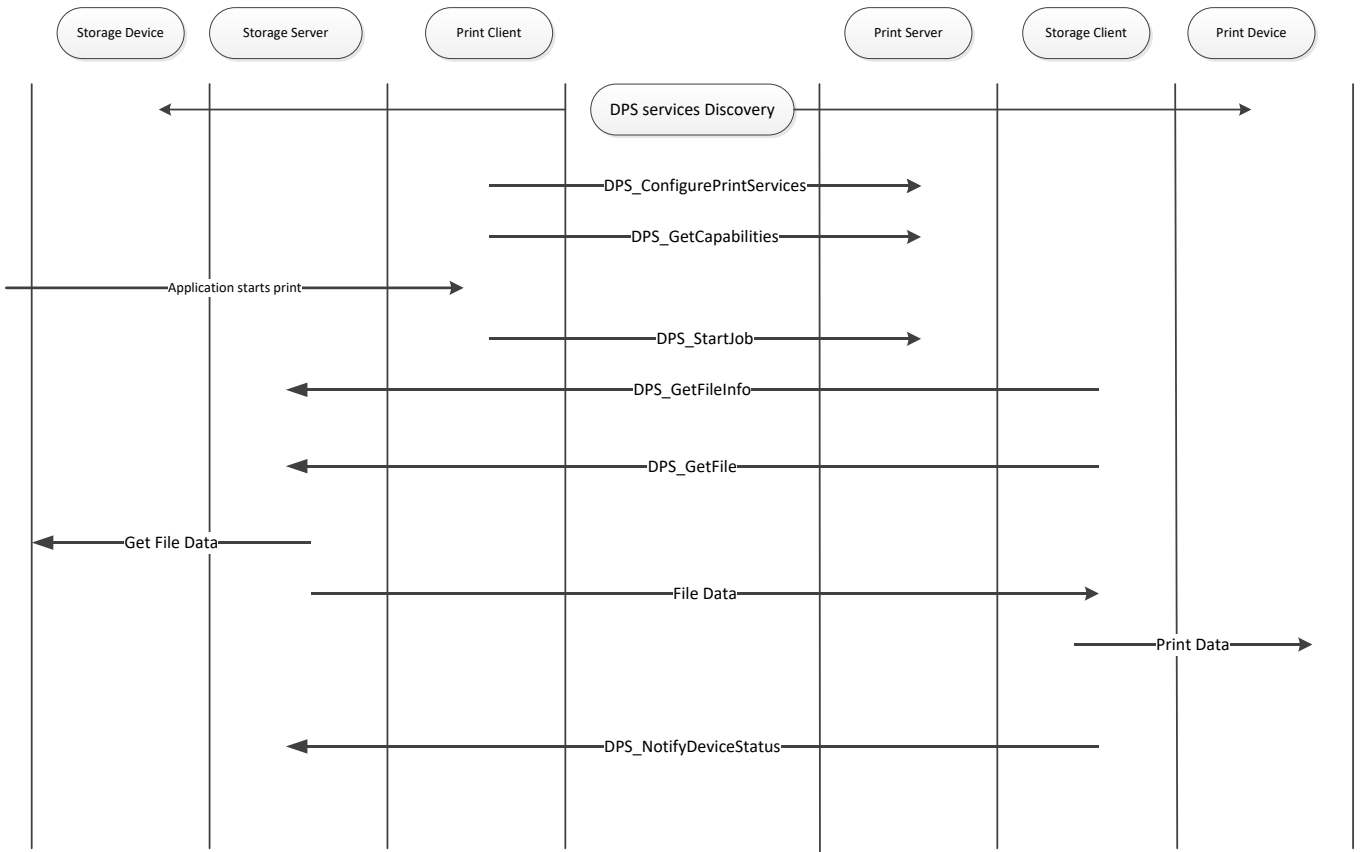 Storage Device
Storage Server
Print Client
Print Server
Storage Client
Print Device
DPS services Discovery
DPS_ConfigurePrintServices
DPS_GetCapabilities
Application starts print
DPS_StartJob
DPS_GetFileInfo
DPS_GetFile
Get File Data
File Data
Print Data
DPS_NotifyDeviceStatus